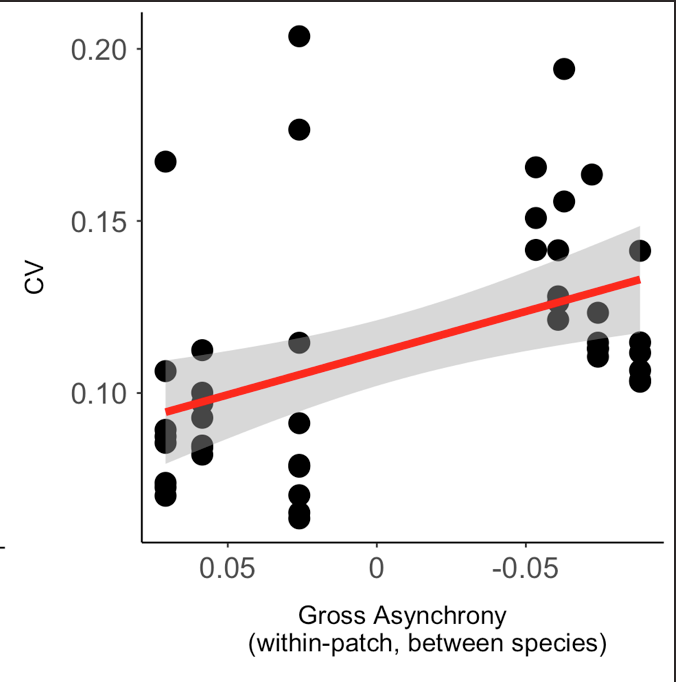 0.20
0.15
0.10
CV
0.05
0
-0.05
Gross Asynchrony
(within-patch, between species)